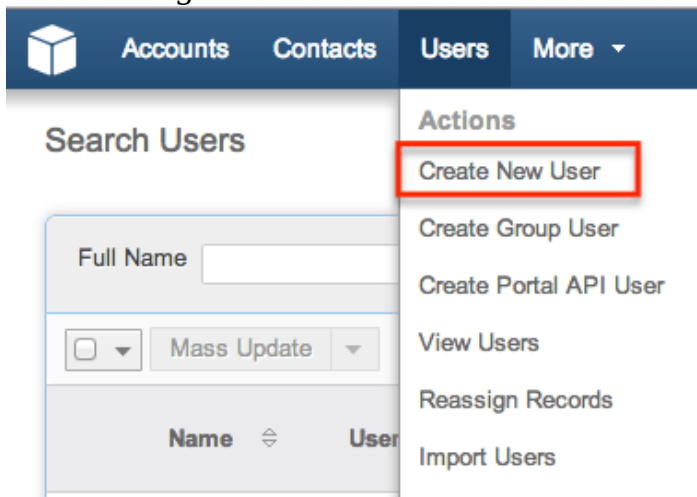 Accounts Contacts Users More
Search Users
Actions
Create New User
Full Name
Create Group User
Create Portal API User
Mass Update
View Users
Reassign Records
Name
Import Users